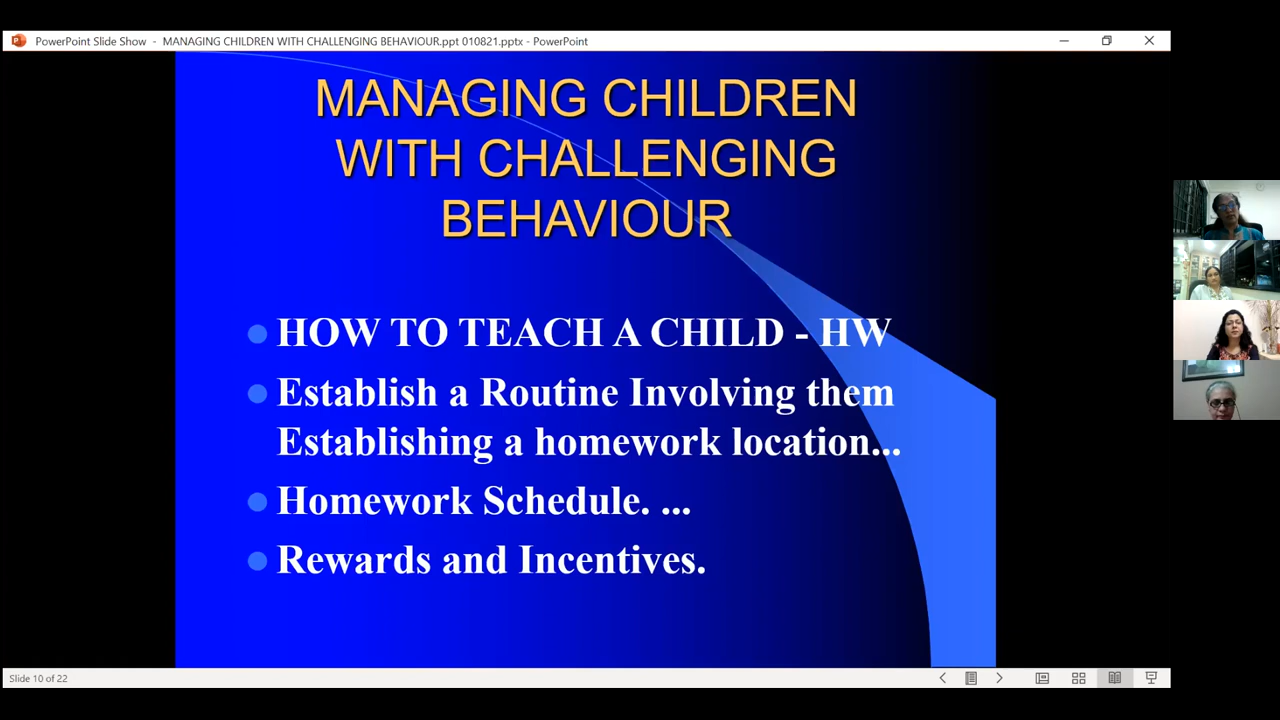 PowerPoint Slide Show - MANAGING CHILDREN WITH CHALLENGING BEHAVIOUR.ppt 010821.pptx - PowerPoint
MANAGING CHILDREN
WITH CHALLENGING
BEHAVIOUR
HOW TO TEACH A CHILD - HW
Establish a Routine Involving them
Establishing a homework location...
Homework Schedule. ...
Rewards and Incentives.
Slide 10 of 22